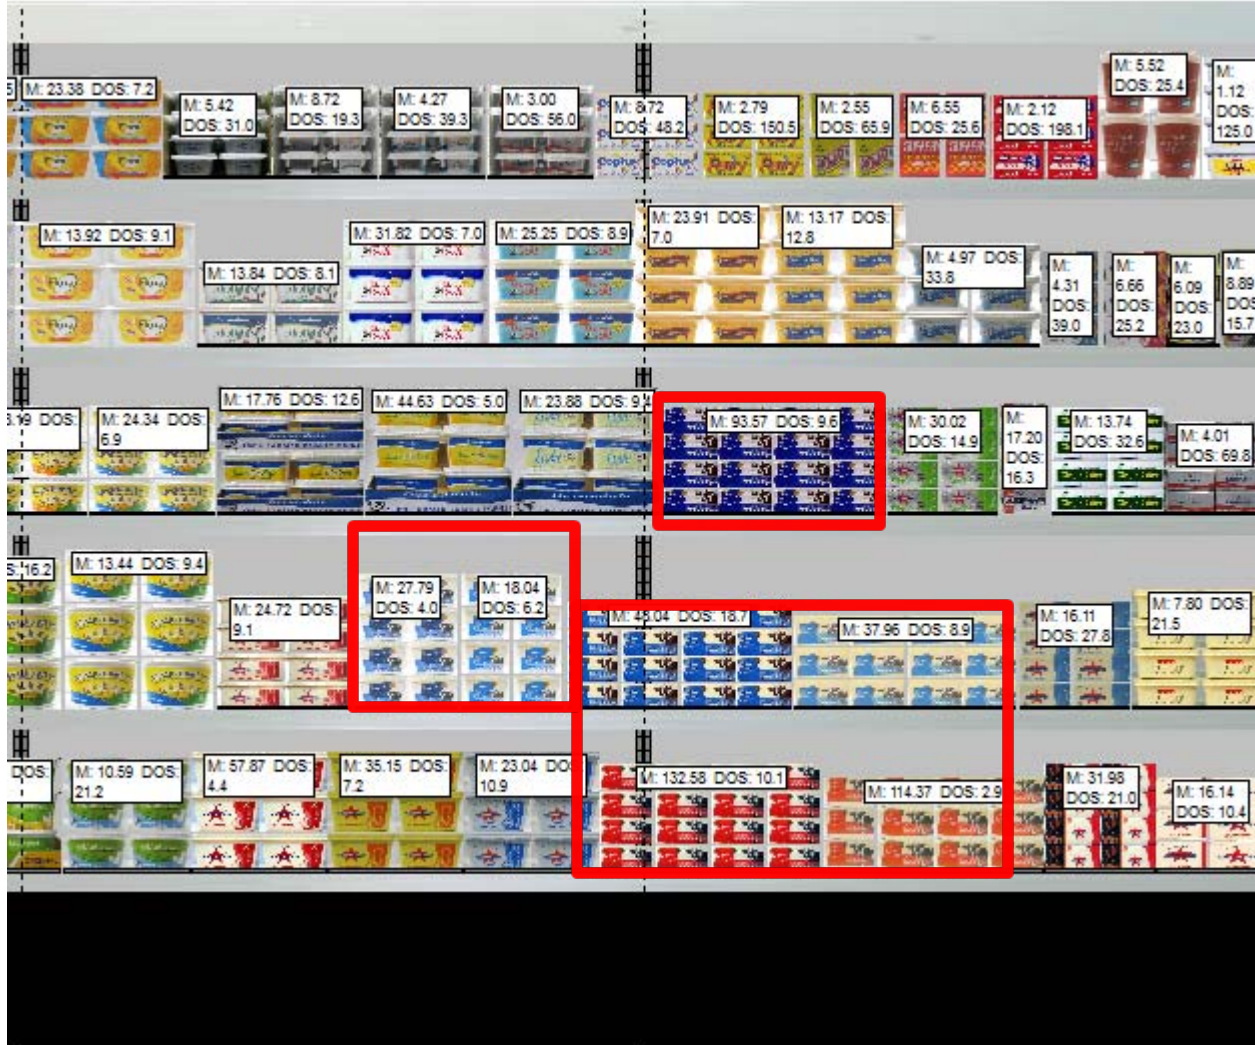 M: 23.38 DOS: 7.2
M: 5.42
DOS: 31.0
M: 8.72
DOS: 19.3
M: 4.27
DOS: 39.3
M: 3.00
DOS: 56.0
M: 8.72
DOS: 48.2
M: 2.79
DOS: 150.5
M: 2.55
DOS: 65.9
M: 6.55
DOS: 25.6
M: 2.12
DOS: 198.1
M: 5.52
DOS: 25.4
M:
1.12
DOS:
125.0
M: 13.92 DOS: 9.1
M: 13.84 DOS: 8.1
M: 31.82 DOS: 7.0
M: 25.25 DOS: 8.9
M: 23.91 DOS:
7.0
M: 13.17 DOS:
12.8
M: 4.97 DOS:
33.8
M:
4.31
DOS:
39.0
M:
6.66
DOS:
25.2
M:
6.09
DOS:
23.0
M:
8.89
DOS:
15.7
DOS:
M: 24.34 DOS:
6.9
M: 17.76 DOS: 12.6
M: 44.63 DOS: 5.0
M: 23.88 DOS: 9.4
M: 93.57 DOS: 9.6
M: 30.02
DOS: 14.9
M:
17.20
DOS:
16.3
M: 13.74
DOS: 32.6
M: 4.01
DOS: 69.8
16.2
M: 13.44 DOS: 9.4
M: 24.72 DOS:
9.1
M: 27.79
DOS: 4.0
M: 18.04
DOS: 6.2
M: 48.04 DOS: 18.7
M: 37.96 DOS: 8.9
M: 16.11
DOS: 27.8
M: 7.80 DOS:
21.5
DOS:
M: 10.59 DOS:
21.2
M: 57.87 DOS:
4.4
M: 35.15 DOS:
7.2
M: 23.04 DOS:
10.9
M: 132.58 DOS: 10.1
M: 114.37 DOS: 2.9
M: 31.98
DOS: 21.0
M: 16.14
DOS: 10.4